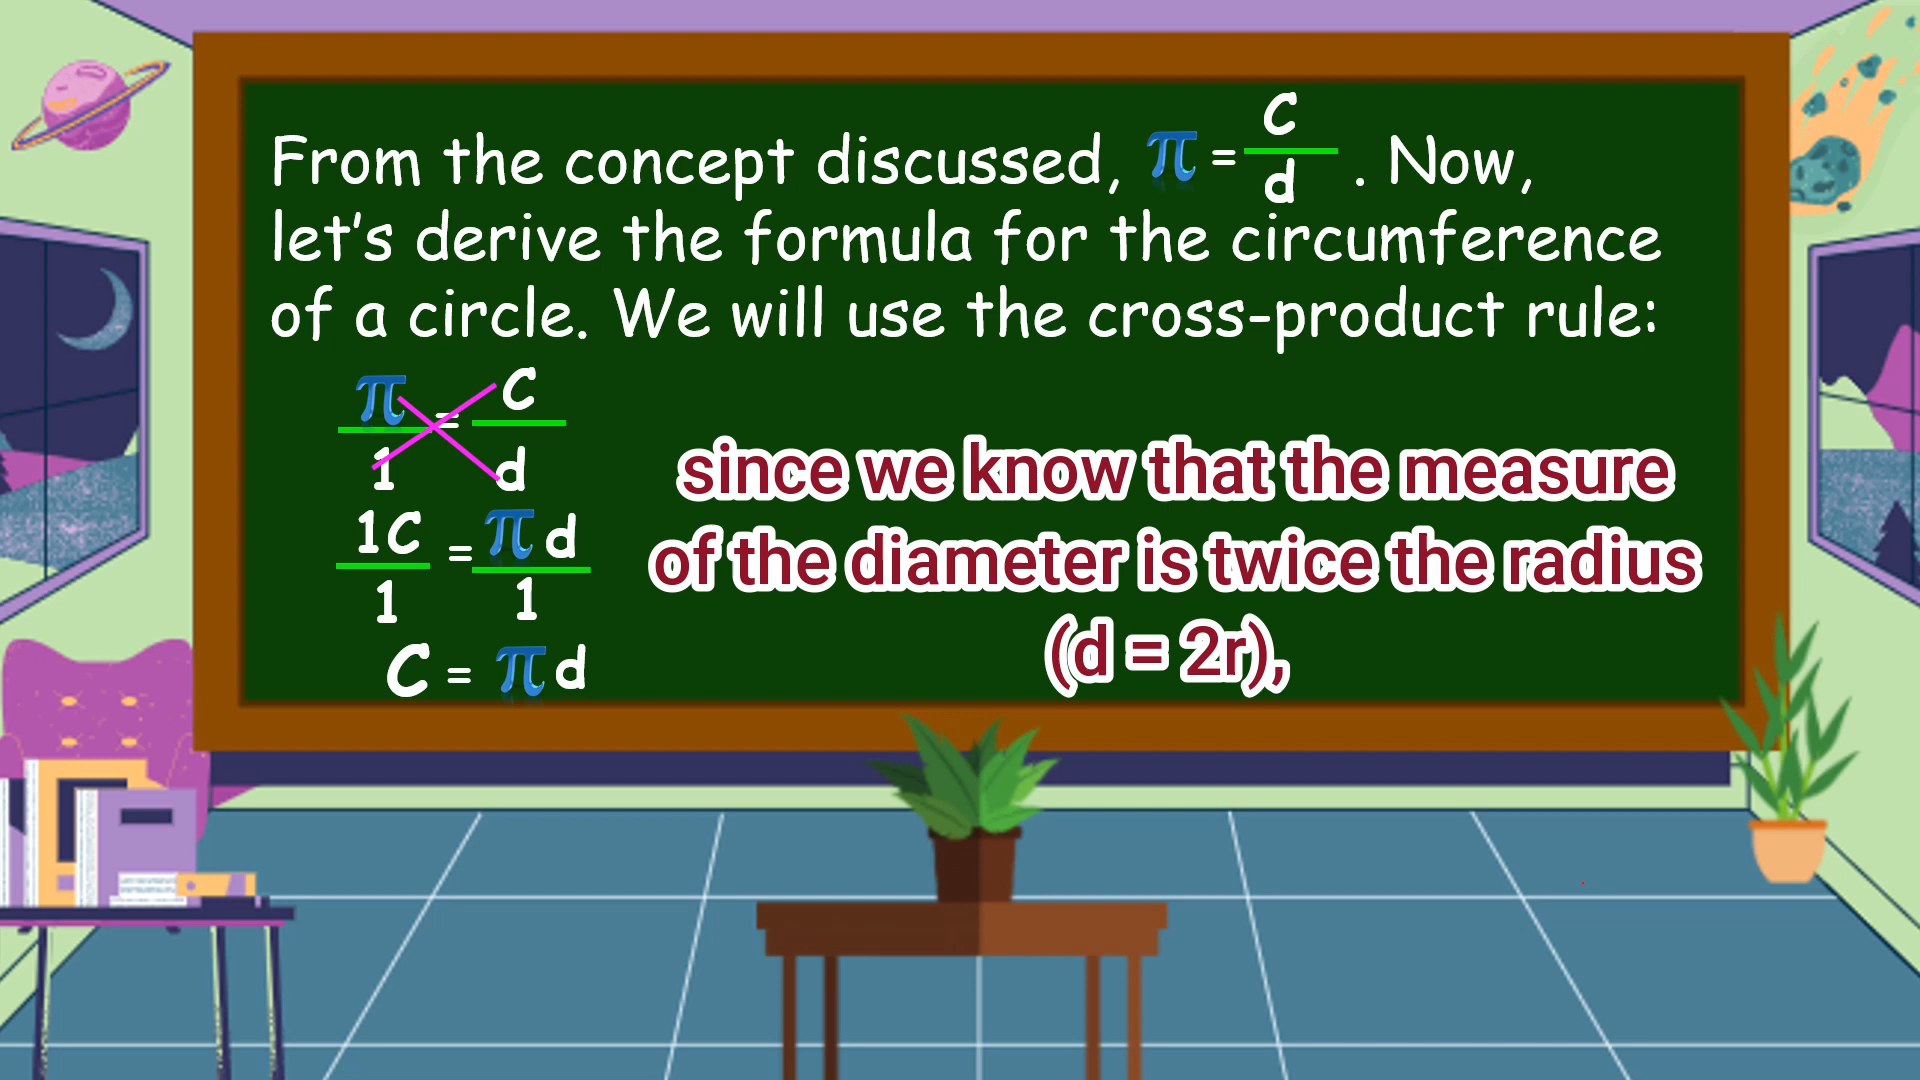 From the concept discussed, π = C/d . Now,
let's derive the formula for the circumference
of a circle. We will use the cross-product rule:
π/1 = C/d
1C/1 = πd/1
C = πd
since we know that the measure
of the diameter is twice the radius
(d = 2r),